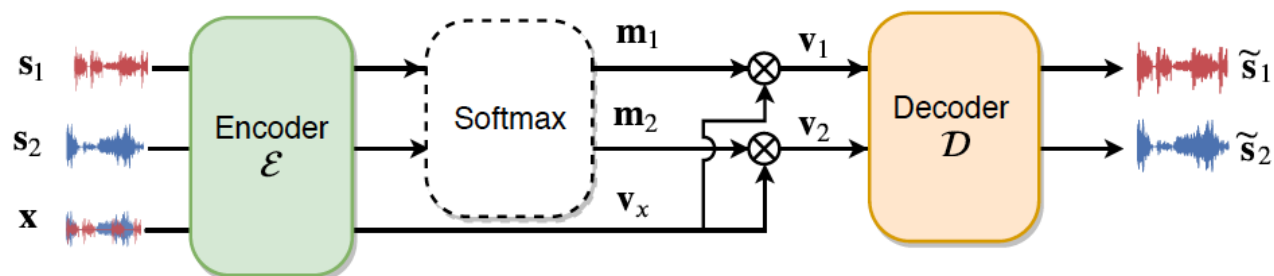 s₁
s₂
x
Encoder
ℰ
Softmax
m₁
m₂
vₓ
v₁
v₂
Decoder
𝒟
s̃₁
s̃₂